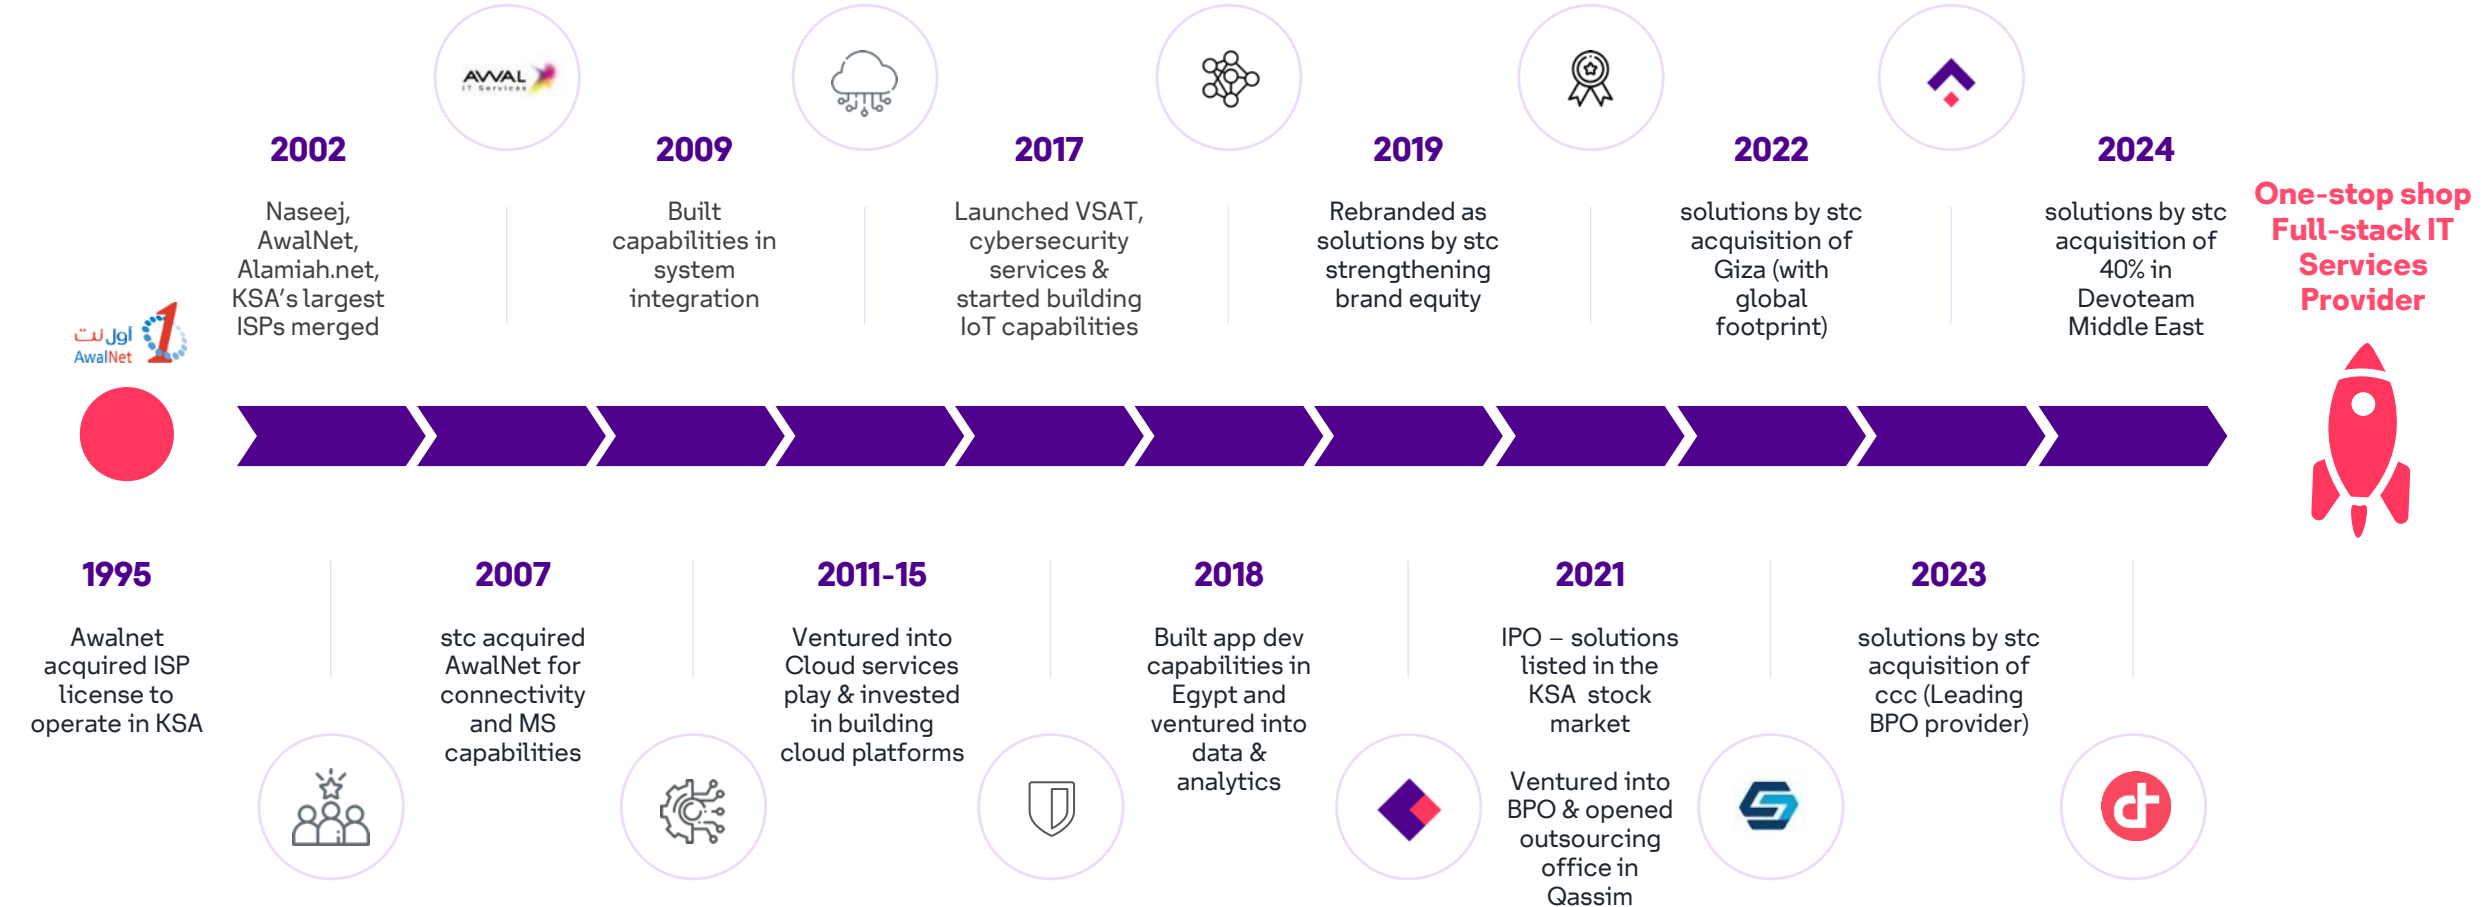 أول نت
AwalNet
1995
Awalnet
acquired ISP
license to
operate in KSA
2002
Naseej,
AwalNet,
Alamiah.net,
KSA's largest
ISPs merged
AWAL
IT Services
2007
stc acquired
AwalNet for
connectivity
and MS
capabilities
2009
Built
capabilities in
system
integration
2011-15
Ventured into
Cloud services
play & invested
in building
cloud platforms
2017
Launched VSAT,
cybersecurity
services &
started building
IoT capabilities
2018
Built app dev
capabilities in
Egypt and
ventured into
data &
analytics
2019
Rebranded as
solutions by stc
strengthening
brand equity
2021
IPO – solutions
listed in the
KSA stock
market
Ventured into
BPO & opened
outsourcing
office in
Qassim
2022
solutions by stc
acquisition of
Giza (with
global
footprint)
2023
solutions by stc
acquisition of
ccc (Leading
BPO provider)
2024
solutions by stc
acquisition of
40% in
Devoteam
Middle East
One-stop shop
Full-stack IT
Services
Provider